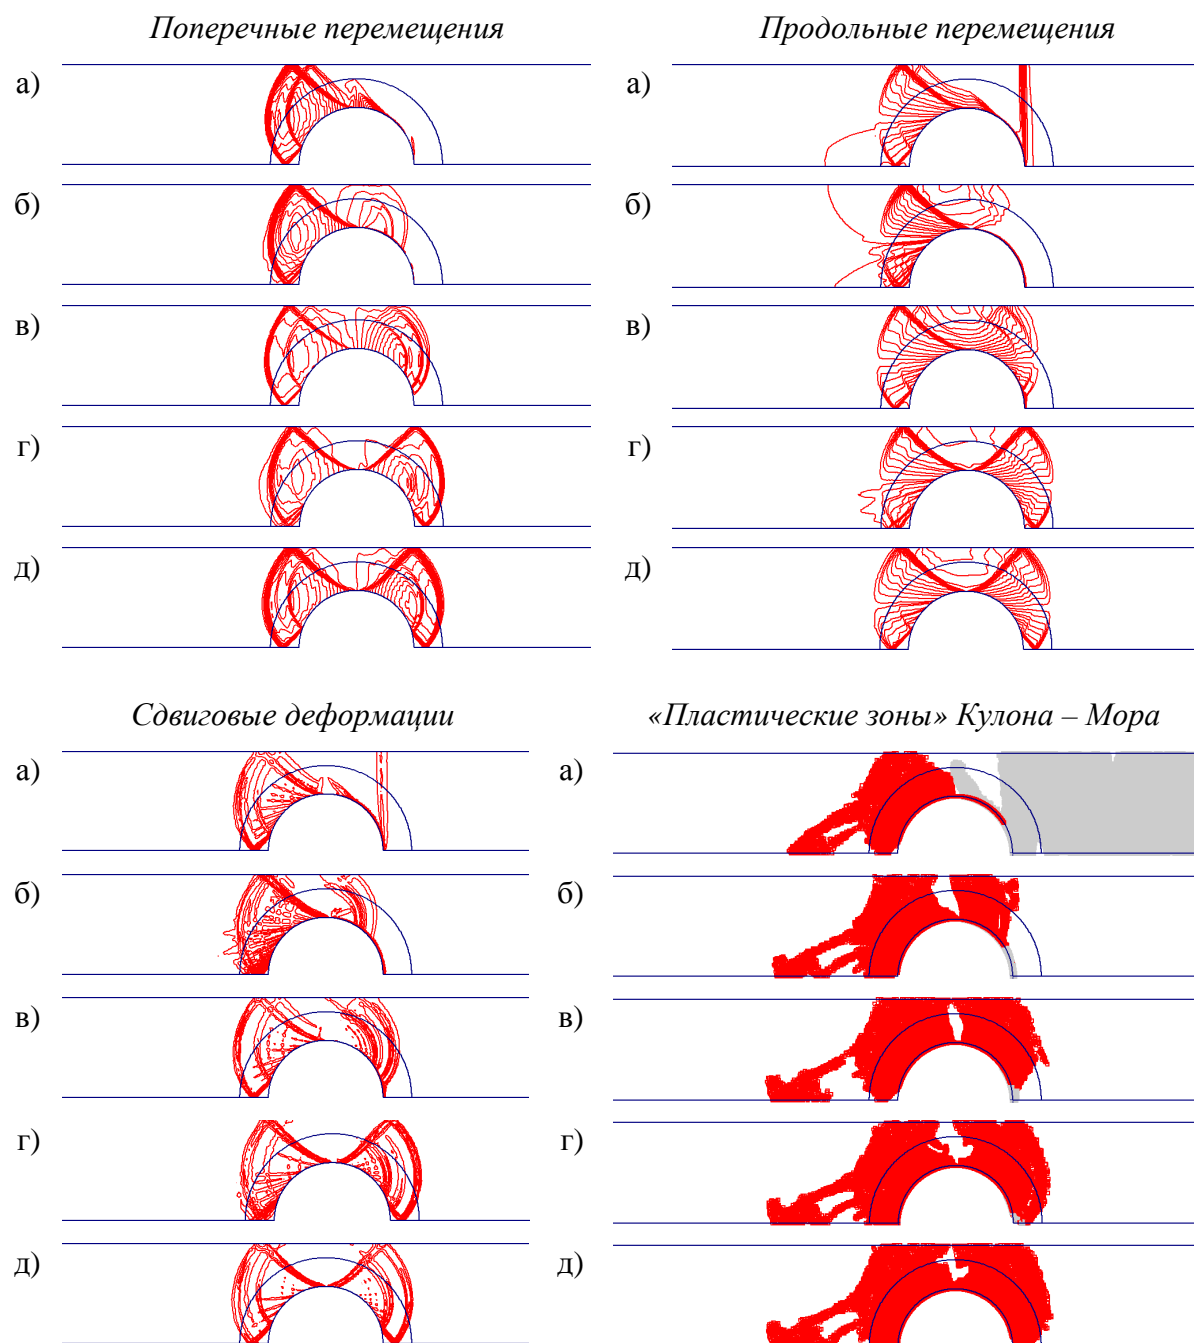 Поперечные перемещения
а)
б)
в)
г)
д)
Продольные перемещения
а)
б)
в)
г)
д)
Сдвиговые деформации
а)
б)
в)
г)
д)
«Пластические зоны» Кулона – Мора
а)
б)
в)
г)
д)